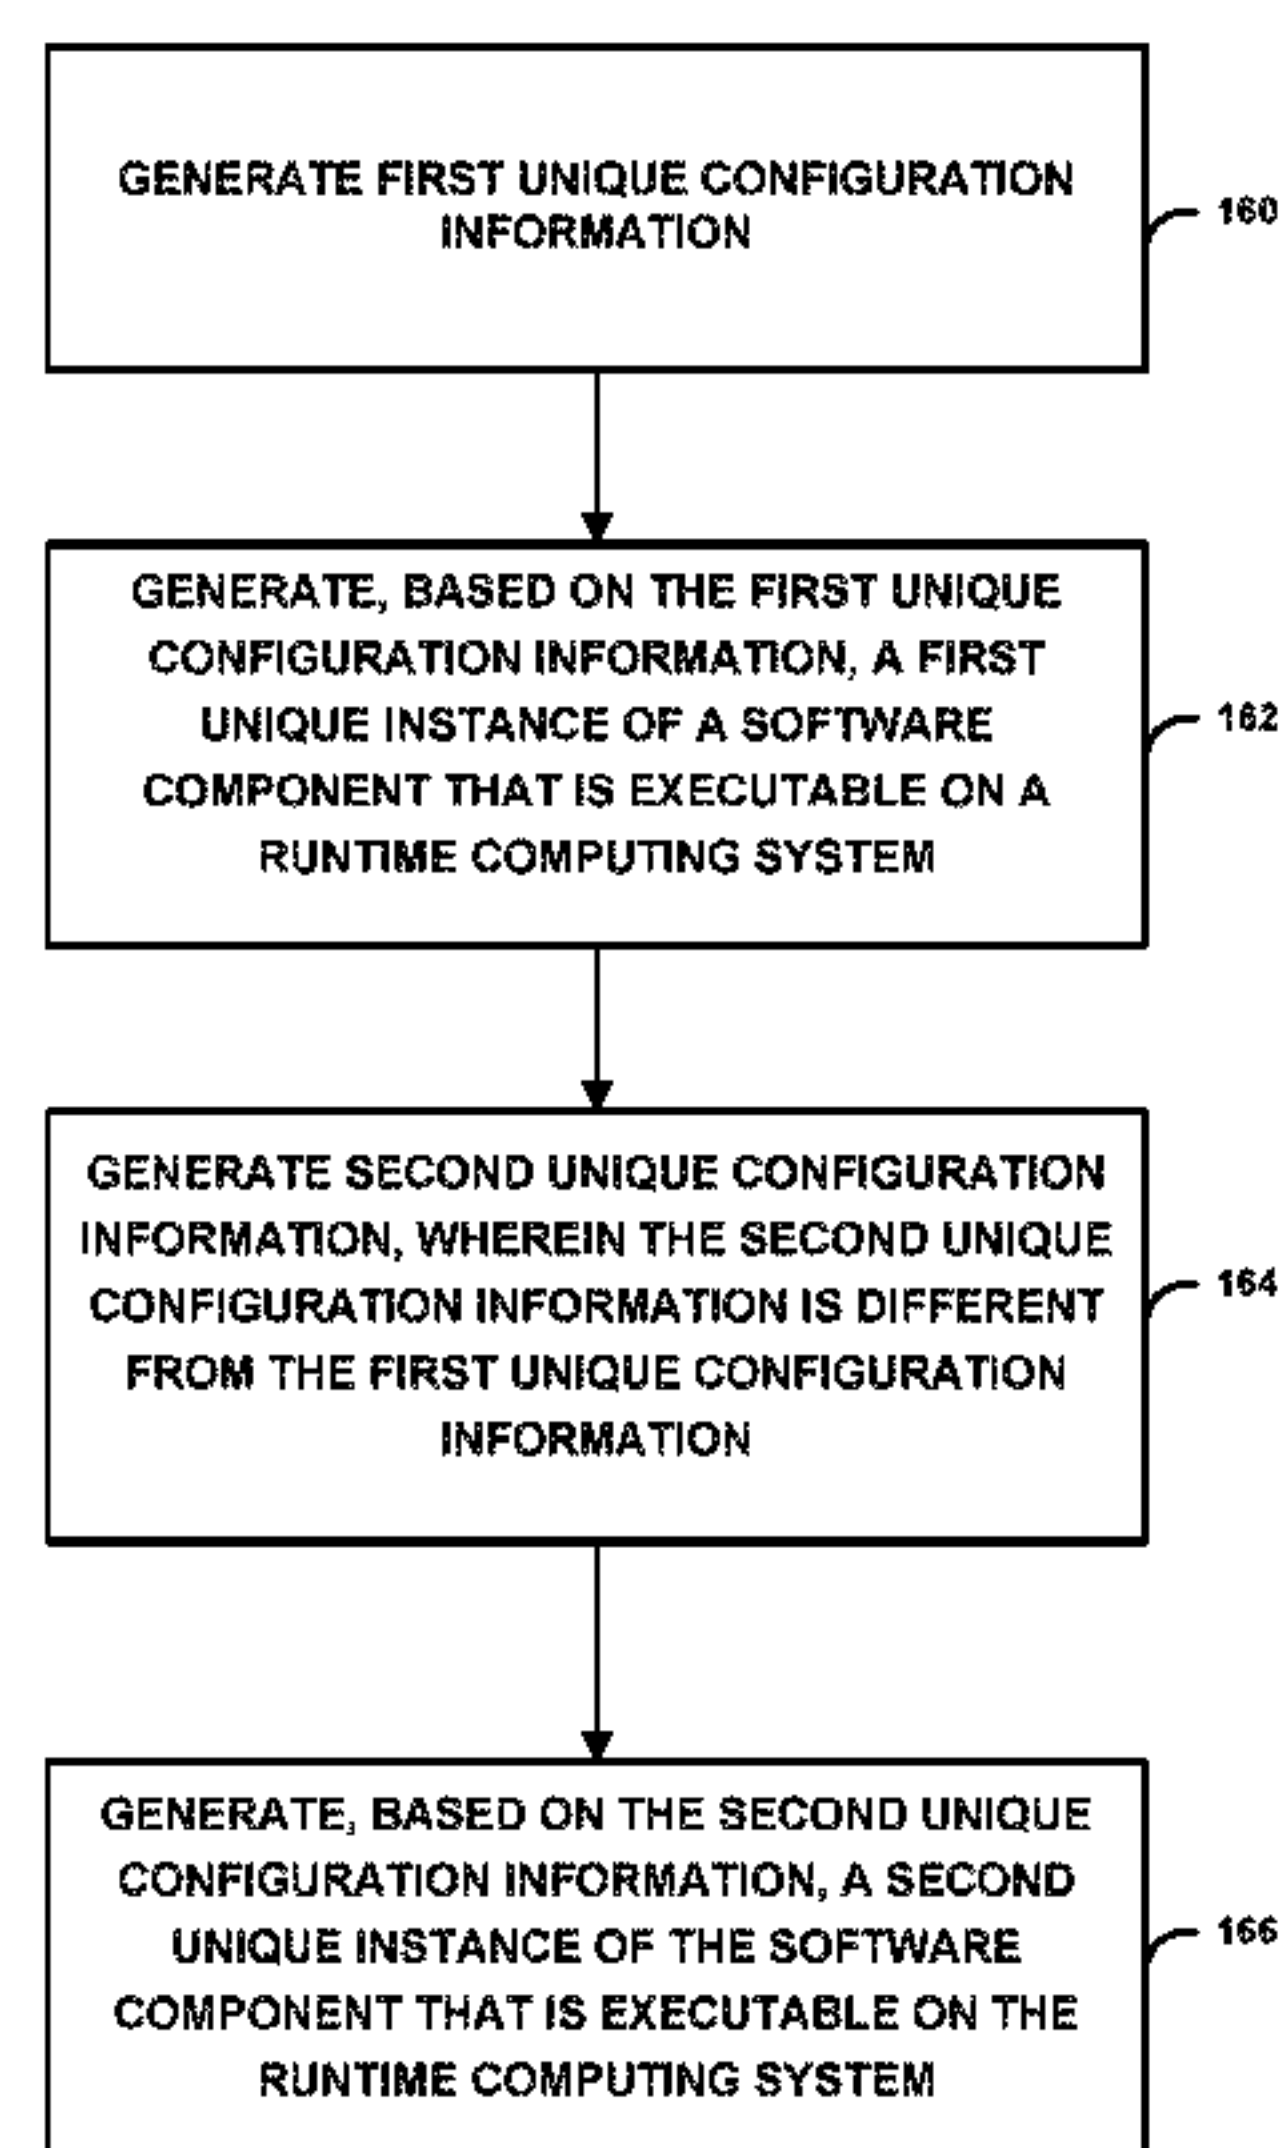 GENERATE FIRST UNIQUE CONFIGURATION
INFORMATION
160
GENERATE, BASED ON THE FIRST UNIQUE
CONFIGURATION INFORMATION, A FIRST
UNIQUE INSTANCE OF A SOFTWARE
COMPONENT THAT IS EXECUTABLE ON A
RUNTIME COMPUTING SYSTEM
162
GENERATE SECOND UNIQUE CONFIGURATION
INFORMATION, WHEREIN THE SECOND UNIQUE
CONFIGURATION INFORMATION IS DIFFERENT
FROM THE FIRST UNIQUE CONFIGURATION
INFORMATION
164
GENERATE, BASED ON THE SECOND UNIQUE
CONFIGURATION INFORMATION, A SECOND
UNIQUE INSTANCE OF THE SOFTWARE
COMPONENT THAT IS EXECUTABLE ON THE
RUNTIME COMPUTING SYSTEM
166